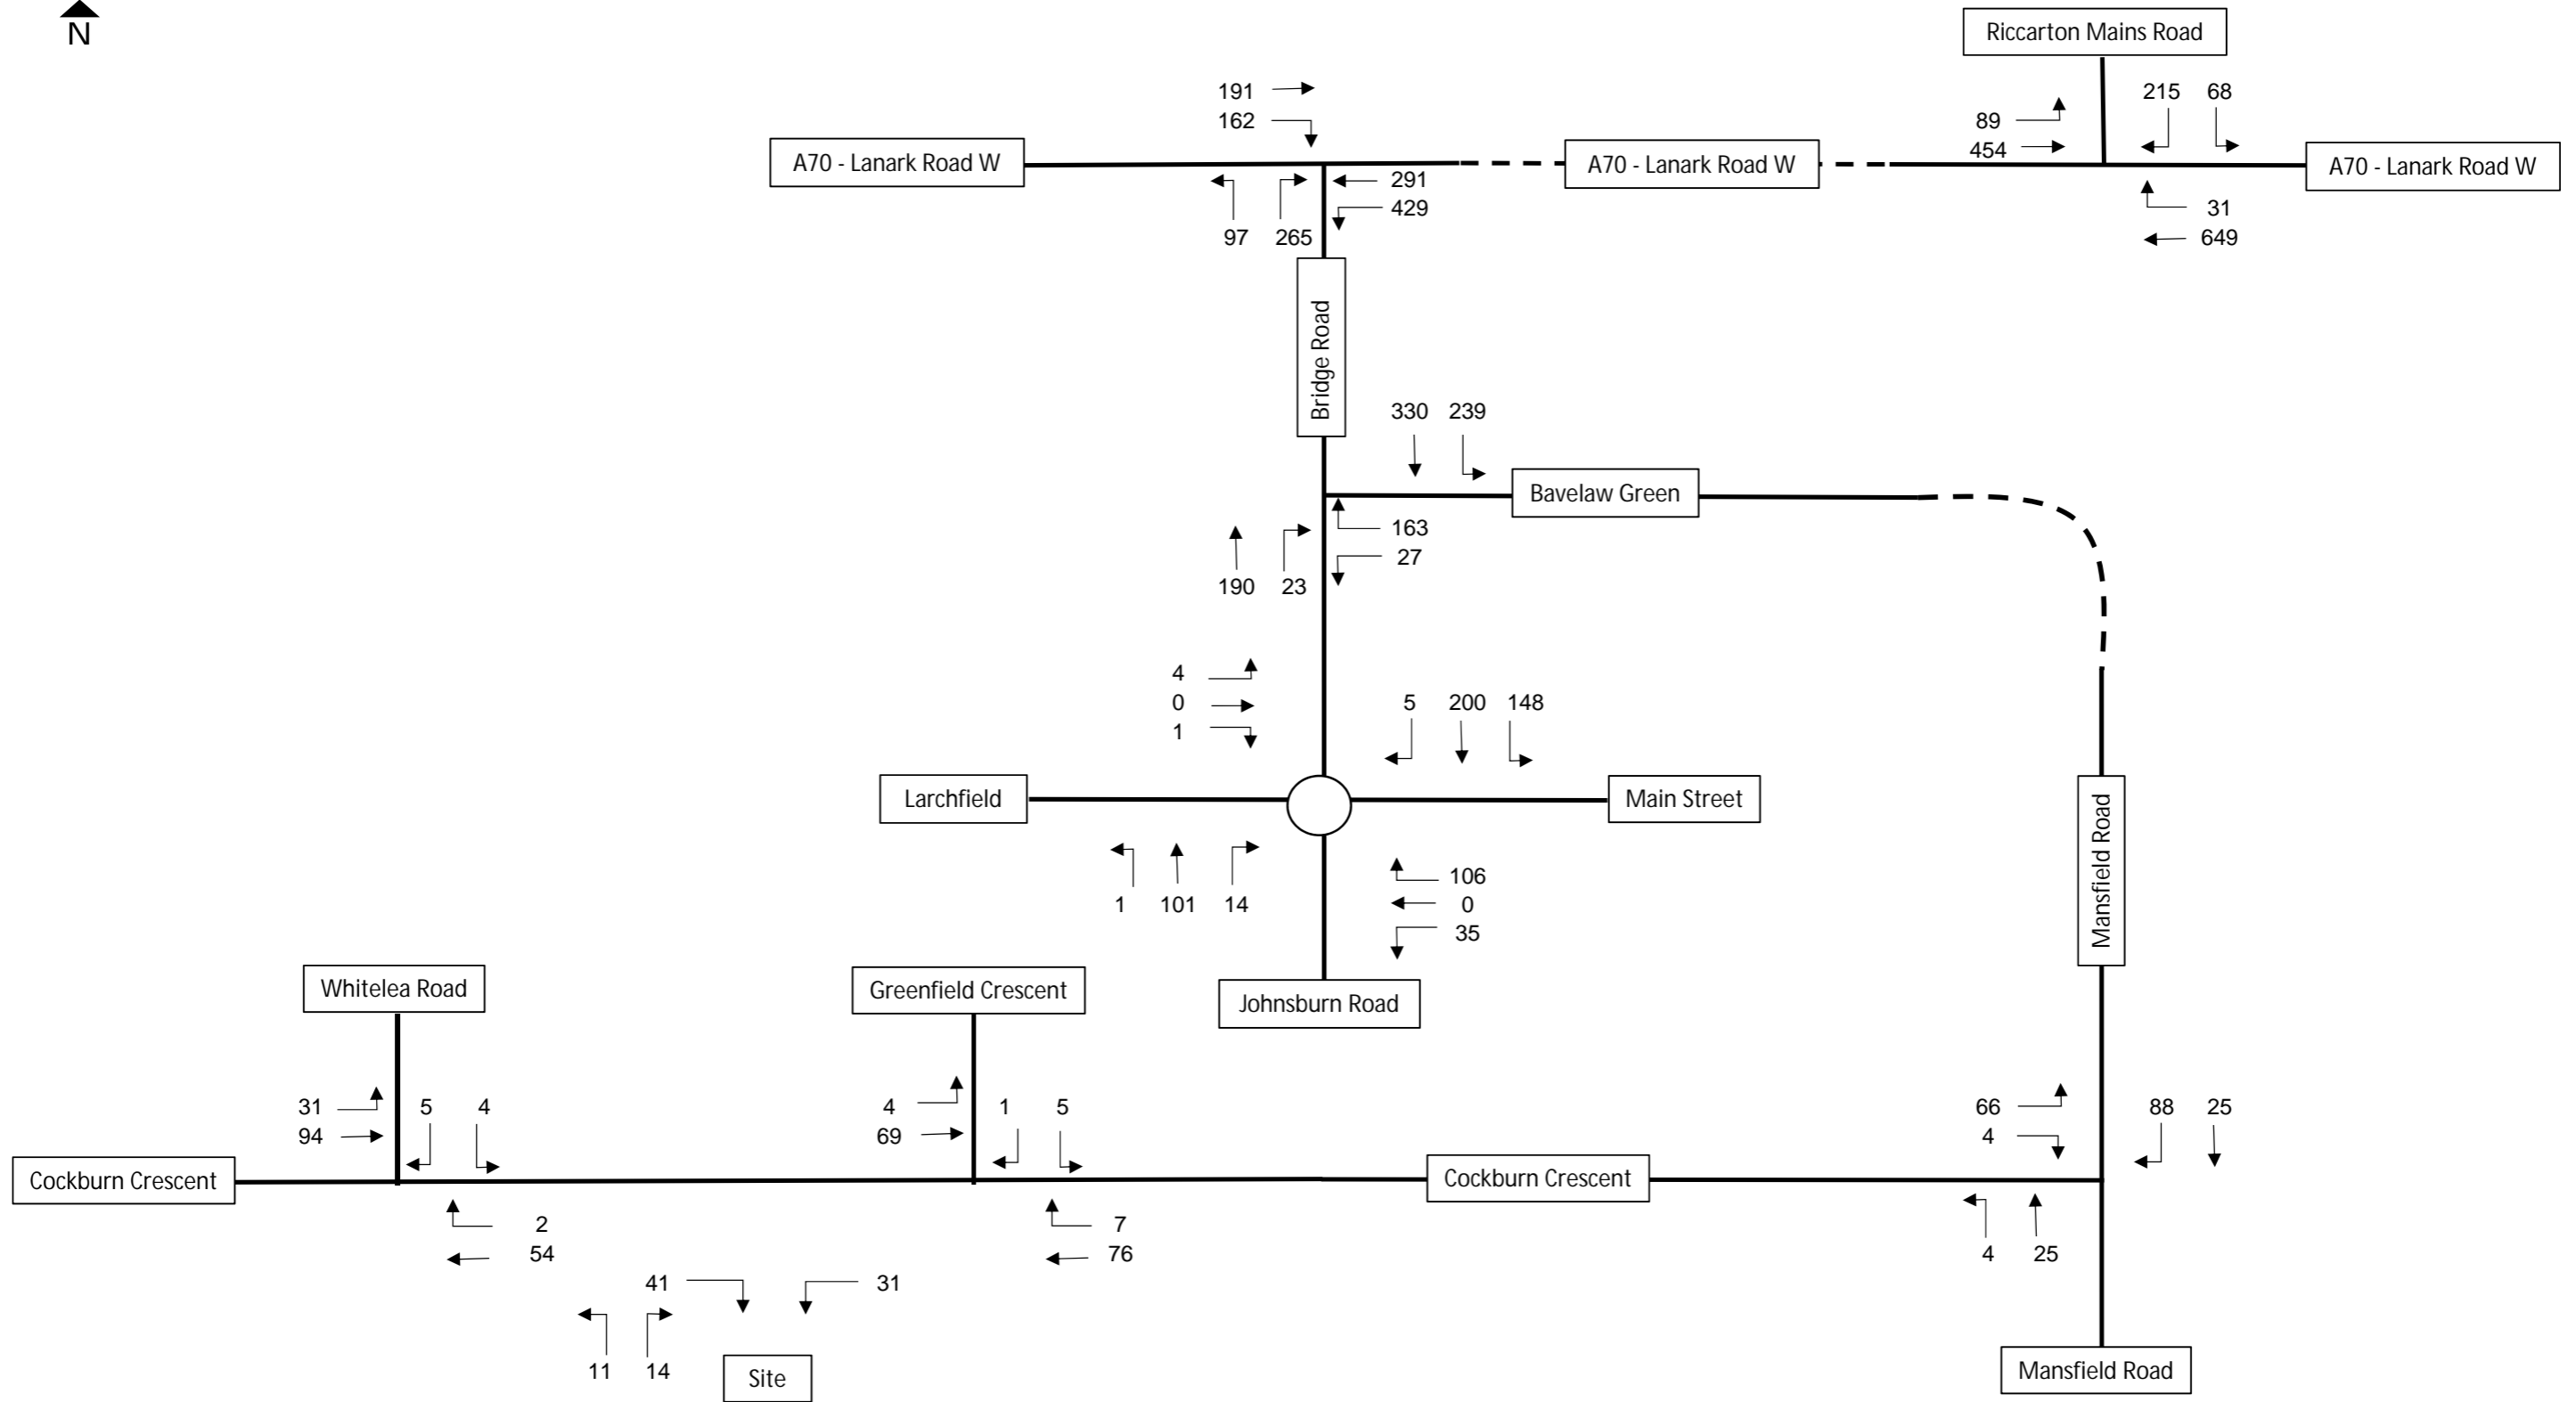 N
Riccarton Mains Road
191
215 68
162
89
454
A70 - Lanark Road W
A70 - Lanark Road W
A70 - Lanark Road W
291
429
31
97 265
649
Bridge Road
330 239
Bavelaw Green
163
27
190 23
4
0
1
5 200 148
Larchfield
Main Street
Mansfield Road
106
1 101 14
0
35
Whitelea Road
Greenfield Crescent
Johnsburn Road
31
5 4
94
4
1 5
69
66
88 25
4
Cockburn Crescent
Cockburn Crescent
2
54
7
76
4 25
41
31
11 14
Site
Mansfield Road